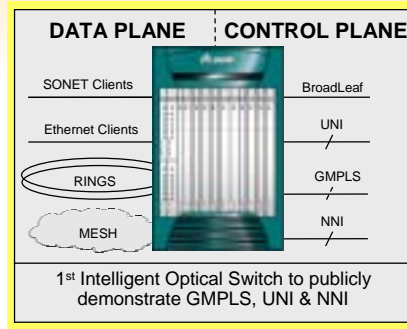 DATA PLANE
CONTROL PLANE
SONET Clients
Ethernet Clients
RINGS
MESH
BroadLeaf
UNI
GMPLS
NNI
1st Intelligent Optical Switch to publicly
demonstrate GMPLS, UNI & NNI